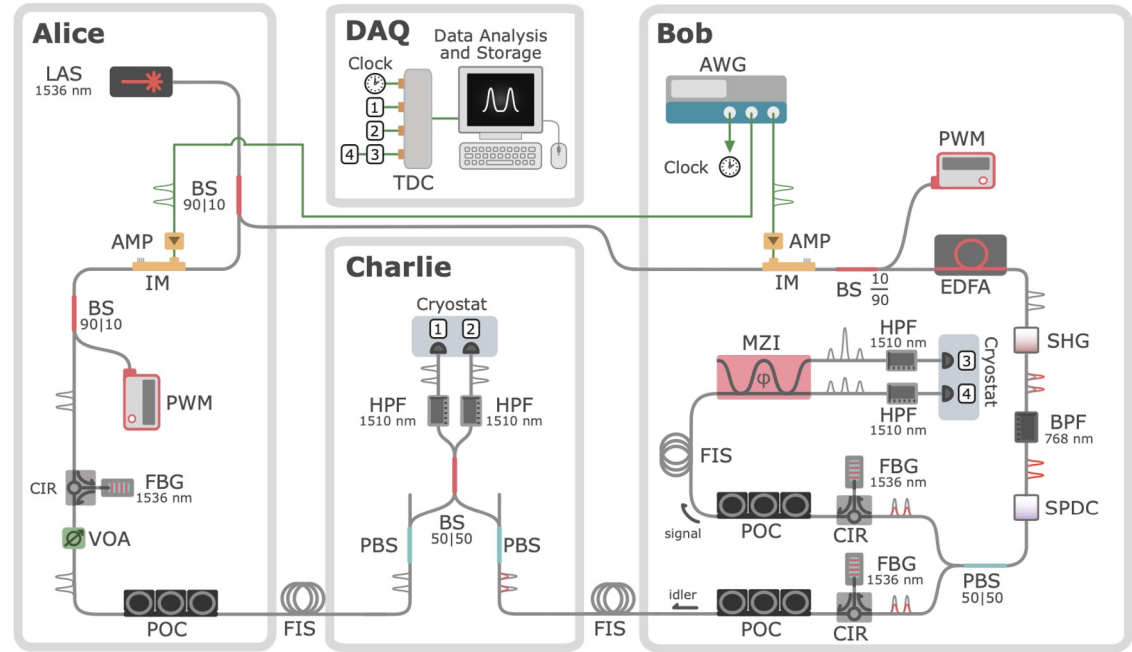 Alice
LAS
1536 nm
BS
90|10
AMP
IM
BS
90|10
PWM
CIR
FBG
1536 nm
VOA
POC
FIS
DAQ
Data Analysis
and Storage
Clock
1
2
4 3
TDC
Charlie
Cryostat
1 2
HPF
1510 nm
HPF
1510 nm
BS
50|50
PBS
PBS
FIS
Bob
AWG
Clock
PWM
AMP
IM
BS 10
90
EDFA
SHG
BPF
768 nm
SPDC
MZI
φ
HPF
1510 nm
HPF
1510 nm
3
4
Cryostat
FIS
signal
POC
FBG
1536 nm
CIR
PBS
50|50
idler
POC
FBG
1536 nm
CIR